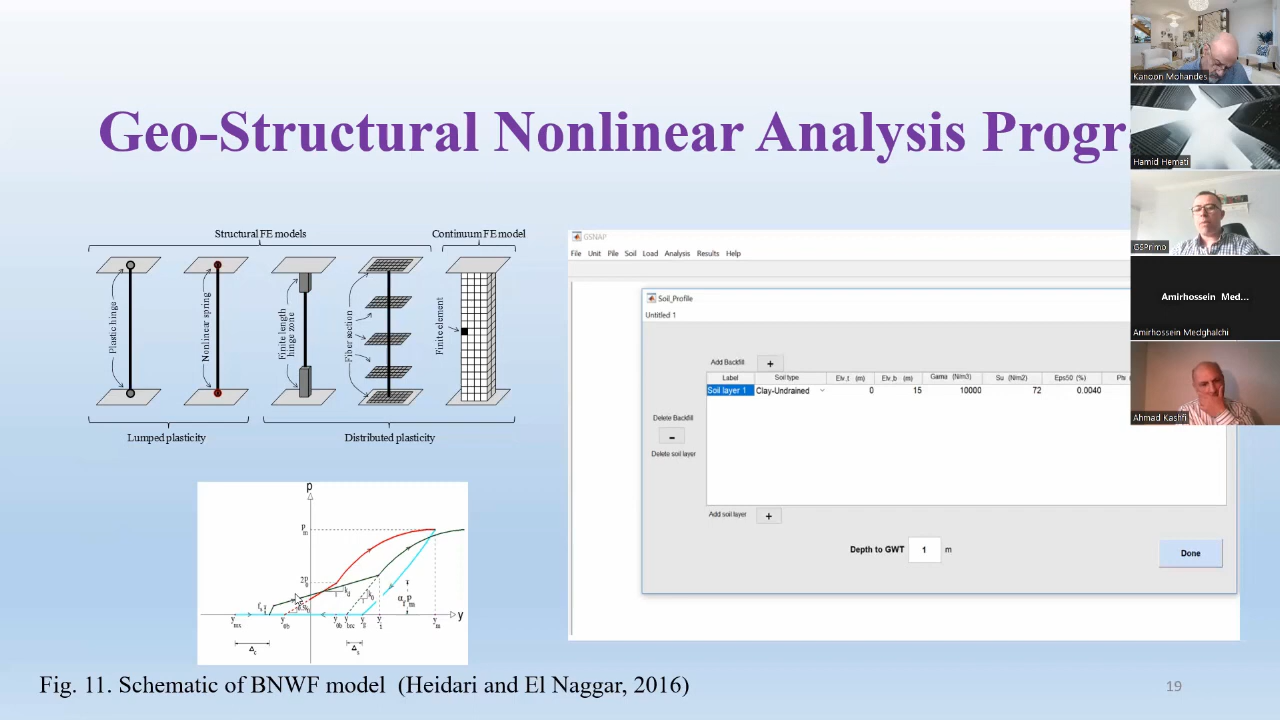 Geo-Structural Nonlinear Analysis Progr
Structural FE models
Continuum FE model
Plastic hinge
Nonlinear spring
Finite length
hinge zone
Fiber section
Finite element
Lumped plasticity
Distributed plasticity
p
y
Fig. 11. Schematic of BNWF model (Heidari and El Naggar, 2016)
GSNAP
File Unit Pile Soil Load Analysis Results Help
Soil_Profile
Untitled 1
Add Backfill +
Label Soil type Elv_t (m) Elv_b (m) Gama (N/m3) Su (N/m2) Eps50 (%)
Soil layer 1 Clay-Undrained 0 15 10000 72 0.0040
Delete Backfill
-
Delete soil layer
Add soil layer +
Depth to GWT 1 m
Done
19
Kanoon Mohandes
Hamid Hemati
GSPrimo
Amirhossein Med...
Amirhossein Medghalchi
Ahmad Kashfi